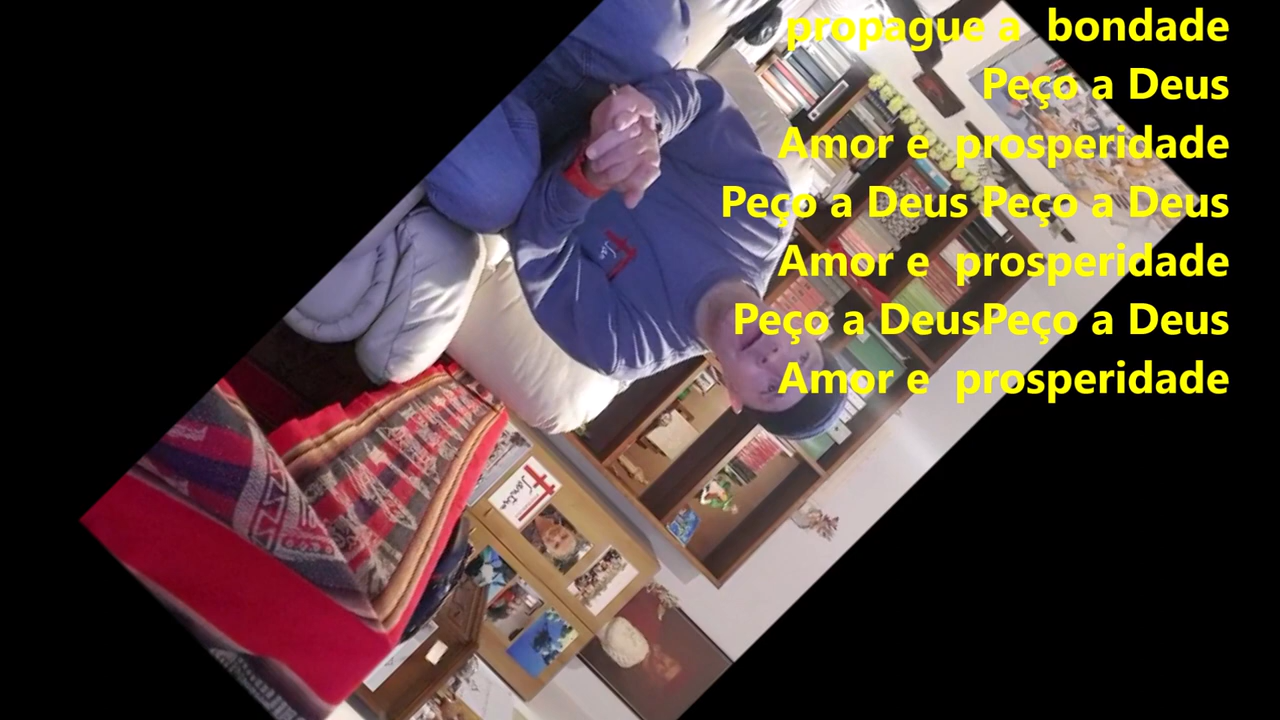 propague a bondade
Peço a Deus
Amor e prosperidade
Peço a Deus Peço a Deus
Amor e prosperidade
Peço a DeusPeço a Deus
Amor e prosperidade